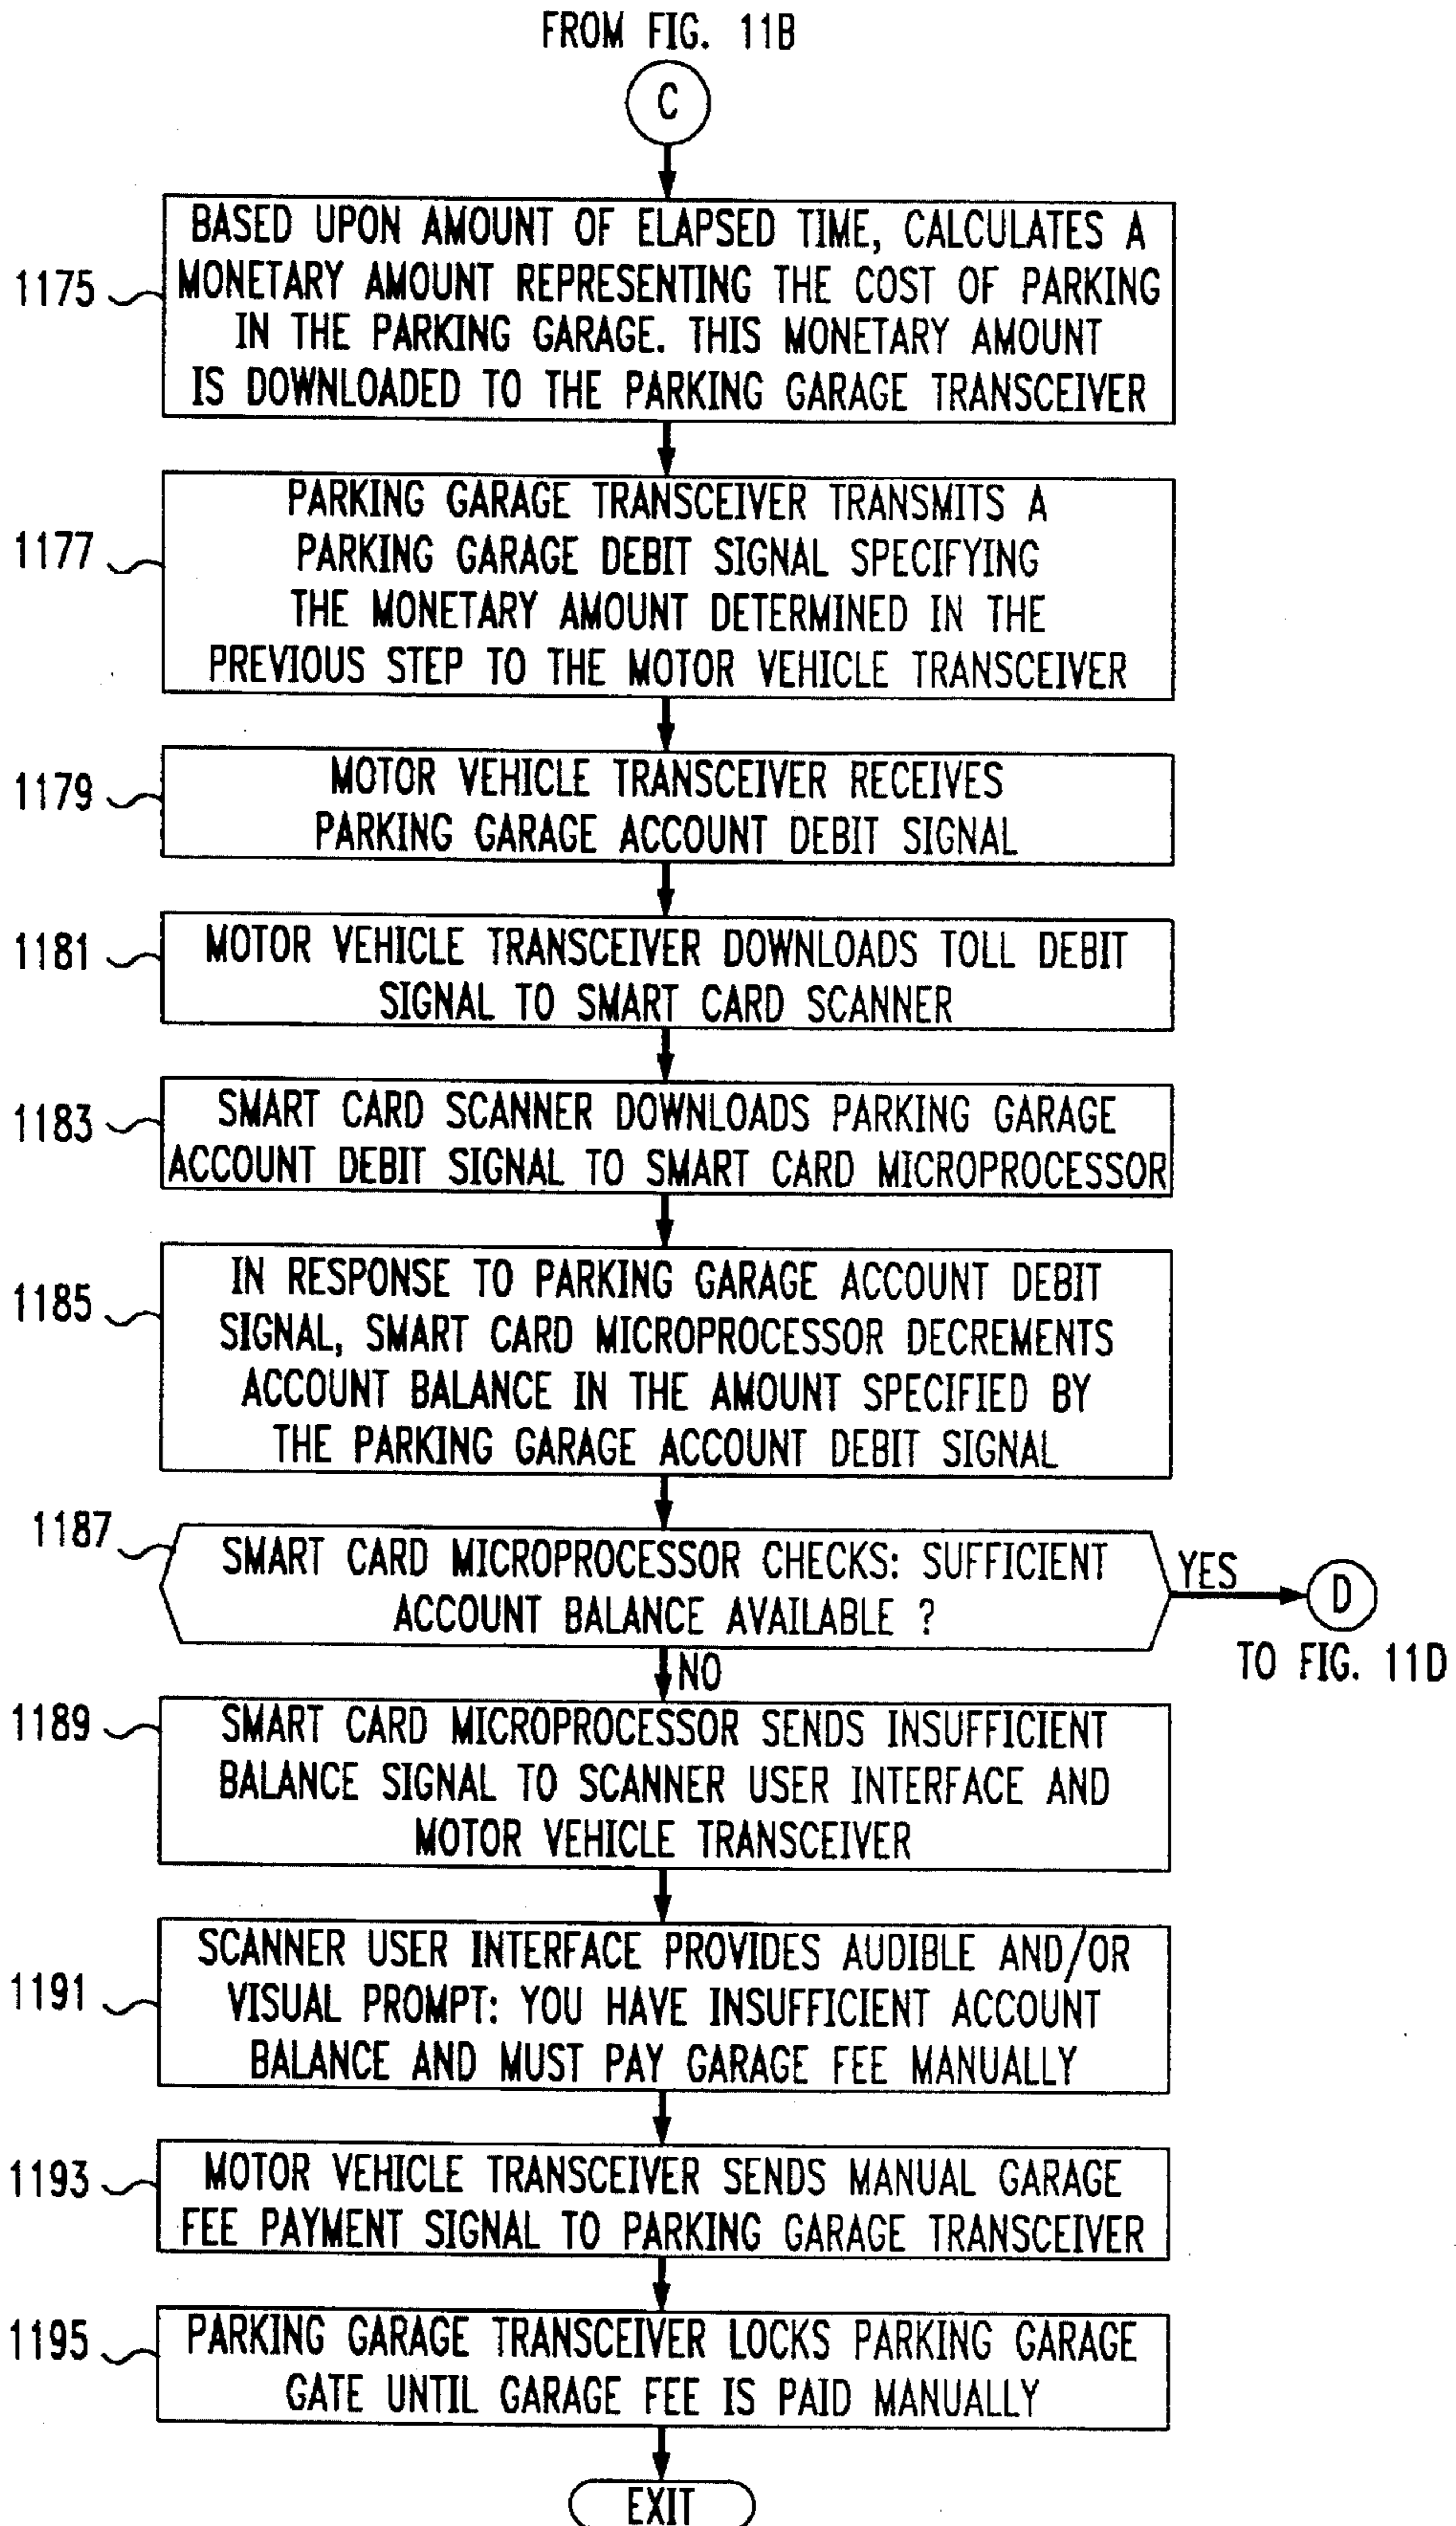 FROM FIG. 11B
C
1175
BASED UPON AMOUNT OF ELAPSED TIME, CALCULATES A
MONETARY AMOUNT REPRESENTING THE COST OF PARKING
IN THE PARKING GARAGE. THIS MONETARY AMOUNT
IS DOWNLOADED TO THE PARKING GARAGE TRANSCEIVER
1177
PARKING GARAGE TRANSCEIVER TRANSMITS A
PARKING GARAGE DEBIT SIGNAL SPECIFYING
THE MONETARY AMOUNT DETERMINED IN THE
PREVIOUS STEP TO THE MOTOR VEHICLE TRANSCEIVER
1179
MOTOR VEHICLE TRANSCEIVER RECEIVES
PARKING GARAGE ACCOUNT DEBIT SIGNAL
1181
MOTOR VEHICLE TRANSCEIVER DOWNLOADS TOLL DEBIT
SIGNAL TO SMART CARD SCANNER
1183
SMART CARD SCANNER DOWNLOADS PARKING GARAGE
ACCOUNT DEBIT SIGNAL TO SMART CARD MICROPROCESSOR
1185
IN RESPONSE TO PARKING GARAGE ACCOUNT DEBIT
SIGNAL, SMART CARD MICROPROCESSOR DECREMENTS
ACCOUNT BALANCE IN THE AMOUNT SPECIFIED BY
THE PARKING GARAGE ACCOUNT DEBIT SIGNAL
1187
SMART CARD MICROPROCESSOR CHECKS: SUFFICIENT
ACCOUNT BALANCE AVAILABLE ?
YES
D
TO FIG. 11D
NO
1189
SMART CARD MICROPROCESSOR SENDS INSUFFICIENT
BALANCE SIGNAL TO SCANNER USER INTERFACE AND
MOTOR VEHICLE TRANSCEIVER
1191
SCANNER USER INTERFACE PROVIDES AUDIBLE AND/OR
VISUAL PROMPT: YOU HAVE INSUFFICIENT ACCOUNT
BALANCE AND MUST PAY GARAGE FEE MANUALLY
1193
MOTOR VEHICLE TRANSCEIVER SENDS MANUAL GARAGE
FEE PAYMENT SIGNAL TO PARKING GARAGE TRANSCEIVER
1195
PARKING GARAGE TRANSCEIVER LOCKS PARKING GARAGE
GATE UNTIL GARAGE FEE IS PAID MANUALLY
EXIT